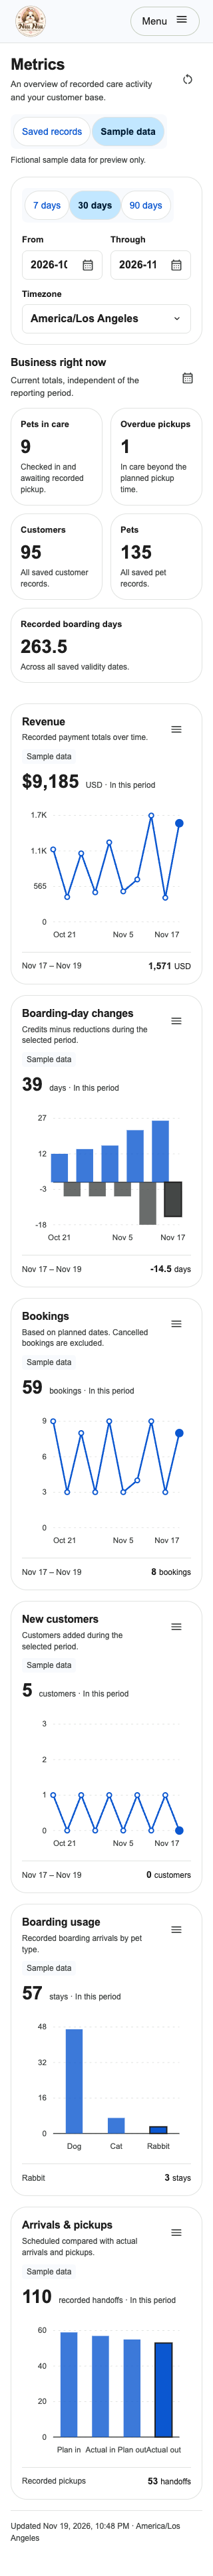 Menu
Metrics
An overview of recorded care activity
and your customer base.
Saved records
Sample data
Fictional sample data for preview only.
7 days
30 days
90 days
From
Through
2026-10
2026-11
Timezone
America/Los Angeles
Business right now
Current totals, independent of the
reporting period.
Pets in care
9
Checked in and
awaiting recorded
pickup.
Overdue pickups
1
In care beyond the
planned pickup
time.
Customers
95
All saved customer
records.
Pets
135
All saved pet
records.
Recorded boarding days
263.5
Across all saved validity dates.
Revenue
Recorded payment totals over time.
Sample data
$9,185 USD · In this period
1.7K
1.1K
565
0
Oct 21
Nov 5
Nov 17
Nov 17 – Nov 19
1,571 USD
Boarding-day changes
Credits minus reductions during the
selected period.
Sample data
39 days · In this period
27
12
-3
-18
Oct 21
Nov 5
Nov 17
Nov 17 – Nov 19
-14.5 days
Bookings
Based on planned dates. Cancelled
bookings are excluded.
Sample data
59 bookings · In this period
9
6
3
0
Oct 21
Nov 5
Nov 17
Nov 17 – Nov 19
8 bookings
New customers
Customers added during the
selected period.
Sample data
5 customers · In this period
3
2
1
0
Oct 21
Nov 5
Nov 17
Nov 17 – Nov 19
0 customers
Boarding usage
Recorded boarding arrivals by pet
type.
Sample data
57 stays · In this period
48
32
16
0
Dog
Cat
Rabbit
Rabbit
3 stays
Arrivals & pickups
Scheduled compared with actual
arrivals and pickups.
Sample data
110 recorded handoffs · In this period
60
40
20
0
Plan in
Actual in
Plan out
Actual out
Recorded pickups
53 handoffs
Updated Nov 19, 2026, 10:48 PM · America/Los
Angeles